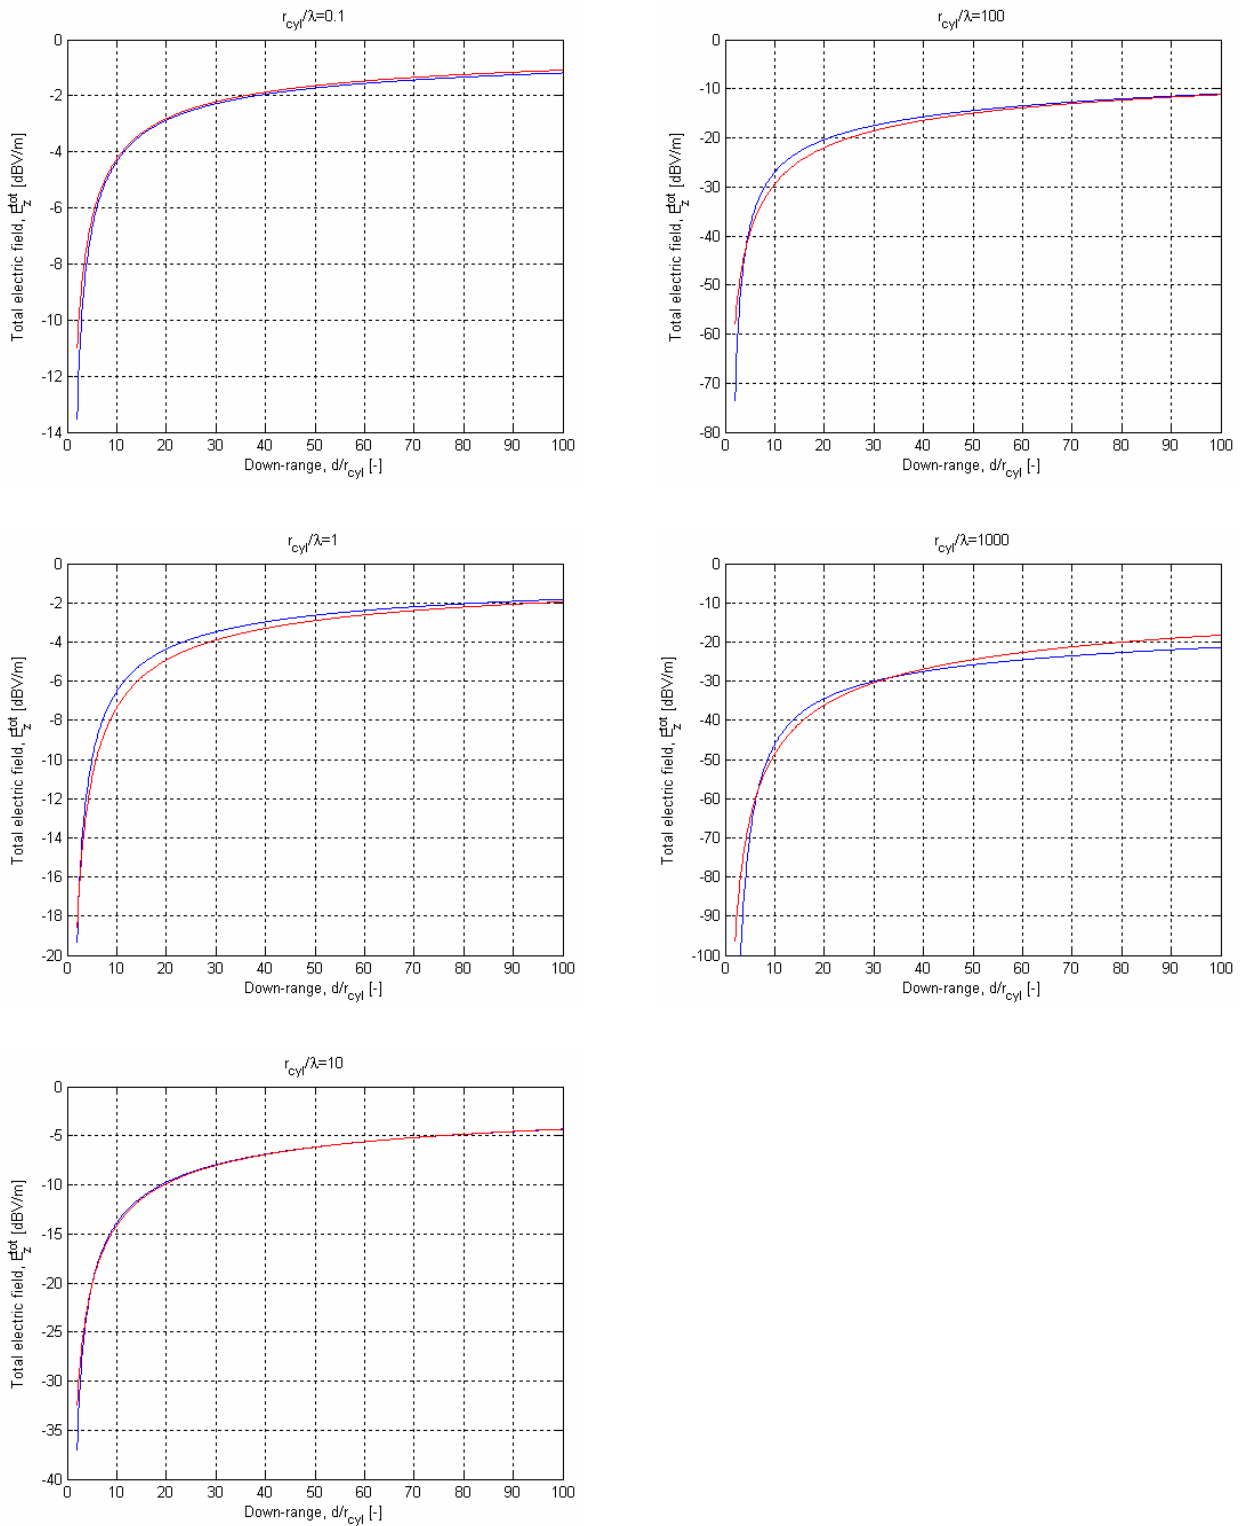 r_cyl/λ=0.1
0
-2
-4
-6
-8
-10
-12
-14
Total electric field, E_z^tot [dBV/m]
0 10 20 30 40 50 60 70 80 90 100
Down-range, d/r_cyl [-]
r_cyl/λ=100
0
-10
-20
-30
-40
-50
-60
-70
-80
Total electric field, E_z^tot [dBV/m]
0 10 20 30 40 50 60 70 80 90 100
Down-range, d/r_cyl [-]
r_cyl/λ=1
0
-2
-4
-6
-8
-10
-12
-14
-16
-18
-20
Total electric field, E_z^tot [dBV/m]
0 10 20 30 40 50 60 70 80 90 100
Down-range, d/r_cyl [-]
r_cyl/λ=1000
0
-10
-20
-30
-40
-50
-60
-70
-80
-90
-100
Total electric field, E_z^tot [dBV/m]
0 10 20 30 40 50 60 70 80 90 100
Down-range, d/r_cyl [-]
r_cyl/λ=10
0
-5
-10
-15
-20
-25
-30
-35
-40
Total electric field, E_z^tot [dBV/m]
0 10 20 30 40 50 60 70 80 90 100
Down-range, d/r_cyl [-]